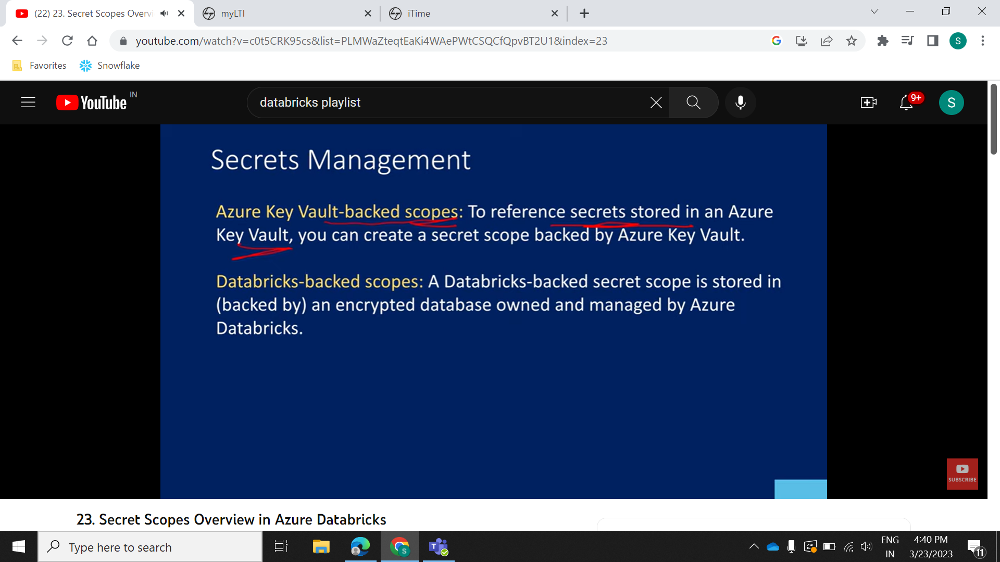 (22) 23. Secret Scopes Overvi
myLTI
iTime
youtube.com/watch?v=c0t5CRK95cs&list=PLMWaZteqtEaKi4WAePWtCSQCfQpvBT2U1&index=23
S
Favorites
Snowflake
YouTube IN
databricks playlist
9+
S
Secrets Management
Azure Key Vault-backed scopes: To reference secrets stored in an Azure
Key Vault, you can create a secret scope backed by Azure Key Vault.
Databricks-backed scopes: A Databricks-backed secret scope is stored in
(backed by) an encrypted database owned and managed by Azure
Databricks.
SUBSCRIBE
23. Secret Scopes Overview in Azure Databricks
Type here to search
S
T
ENG
IN
4:40 PM
3/23/2023
11